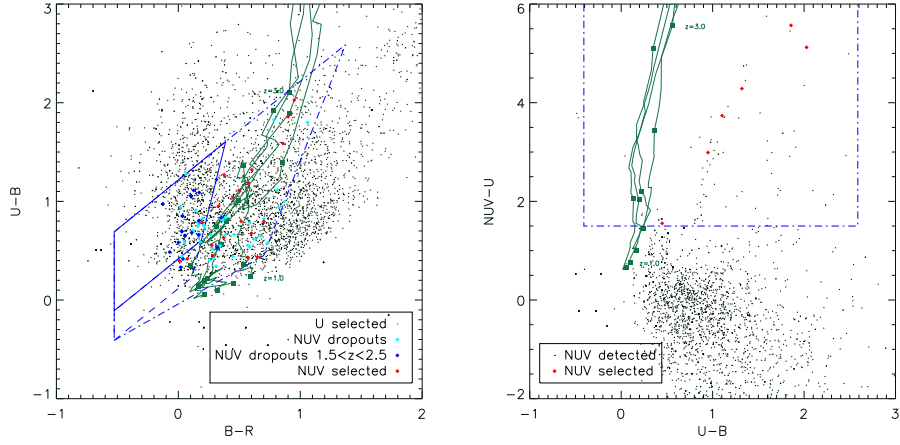 3
2
1
0
-1
U-B
z=3.0
z=1.0
U selected
NUV dropouts
NUV dropouts 1.5<z<2.5
NUV selected
-1
0
1
2
B-R
6
4
2
0
-2
NUV-U
z=3.0
z=1.0
NUV detected
NUV selected
-1
0
1
2
3
U-B